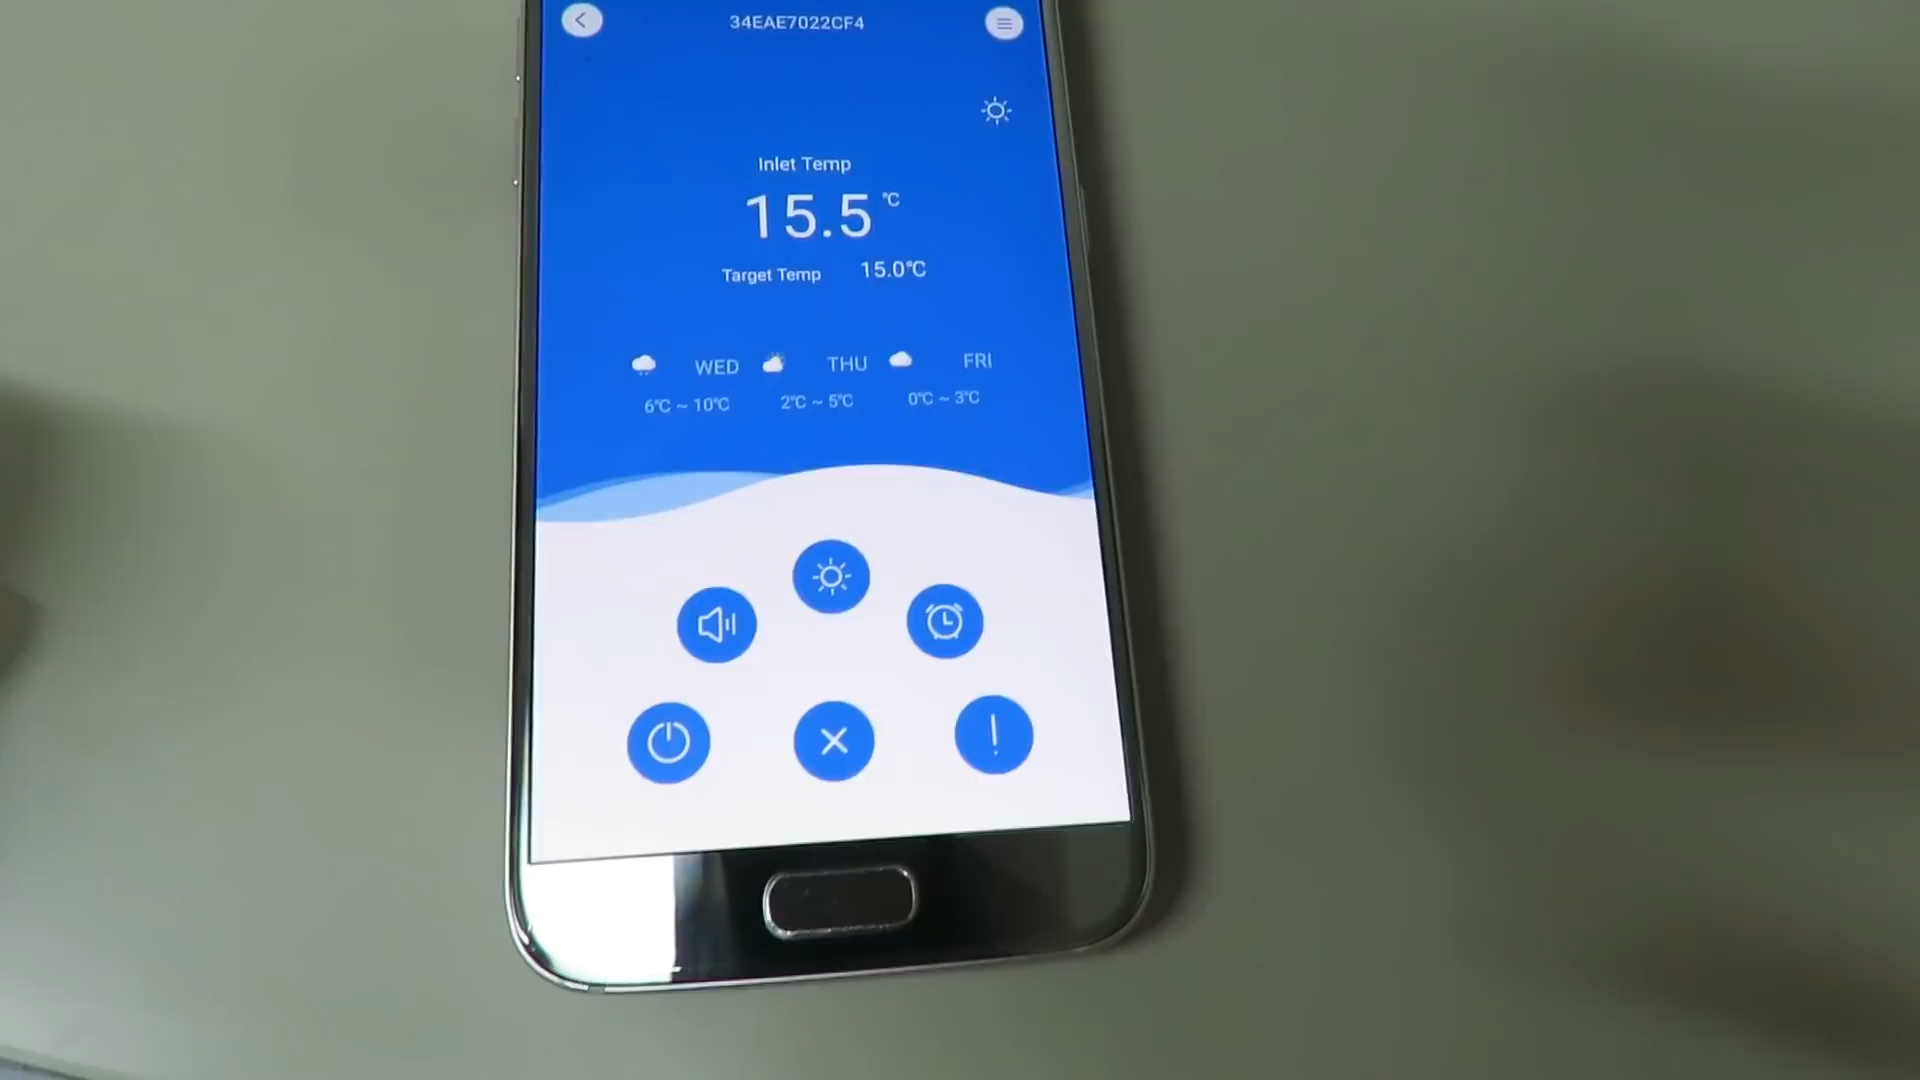 34EAE7022CF4
Inlet Temp
15.5 °C
Target Temp 15.0°C
WED THU FRI
6°C ~ 10°C 2°C ~ 5°C 0°C ~ 3°C